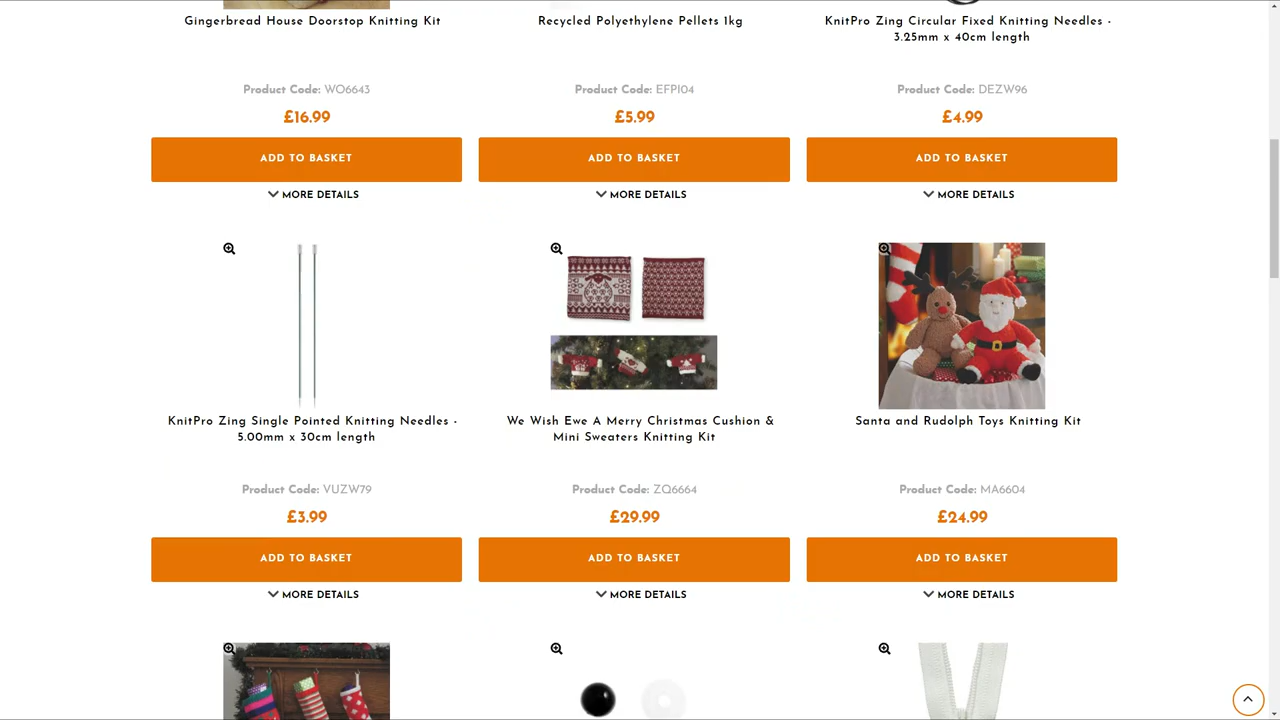 Gingerbread House Doorstop Knitting Kit
Product Code: WO6643
£16.99
ADD TO BASKET
MORE DETAILS
Recycled Polyethylene Pellets 1kg
Product Code: EFPI04
£5.99
ADD TO BASKET
MORE DETAILS
KnitPro Zing Circular Fixed Knitting Needles -
3.25mm x 40cm length
Product Code: DEZW96
£4.99
ADD TO BASKET
MORE DETAILS
KnitPro Zing Single Pointed Knitting Needles -
5.00mm x 30cm length
Product Code: VUZW79
£3.99
ADD TO BASKET
MORE DETAILS
We Wish Ewe A Merry Christmas Cushion &
Mini Sweaters Knitting Kit
Product Code: ZQ6664
£29.99
ADD TO BASKET
MORE DETAILS
Santa and Rudolph Toys Knitting Kit
Product Code: MA6604
£24.99
ADD TO BASKET
MORE DETAILS